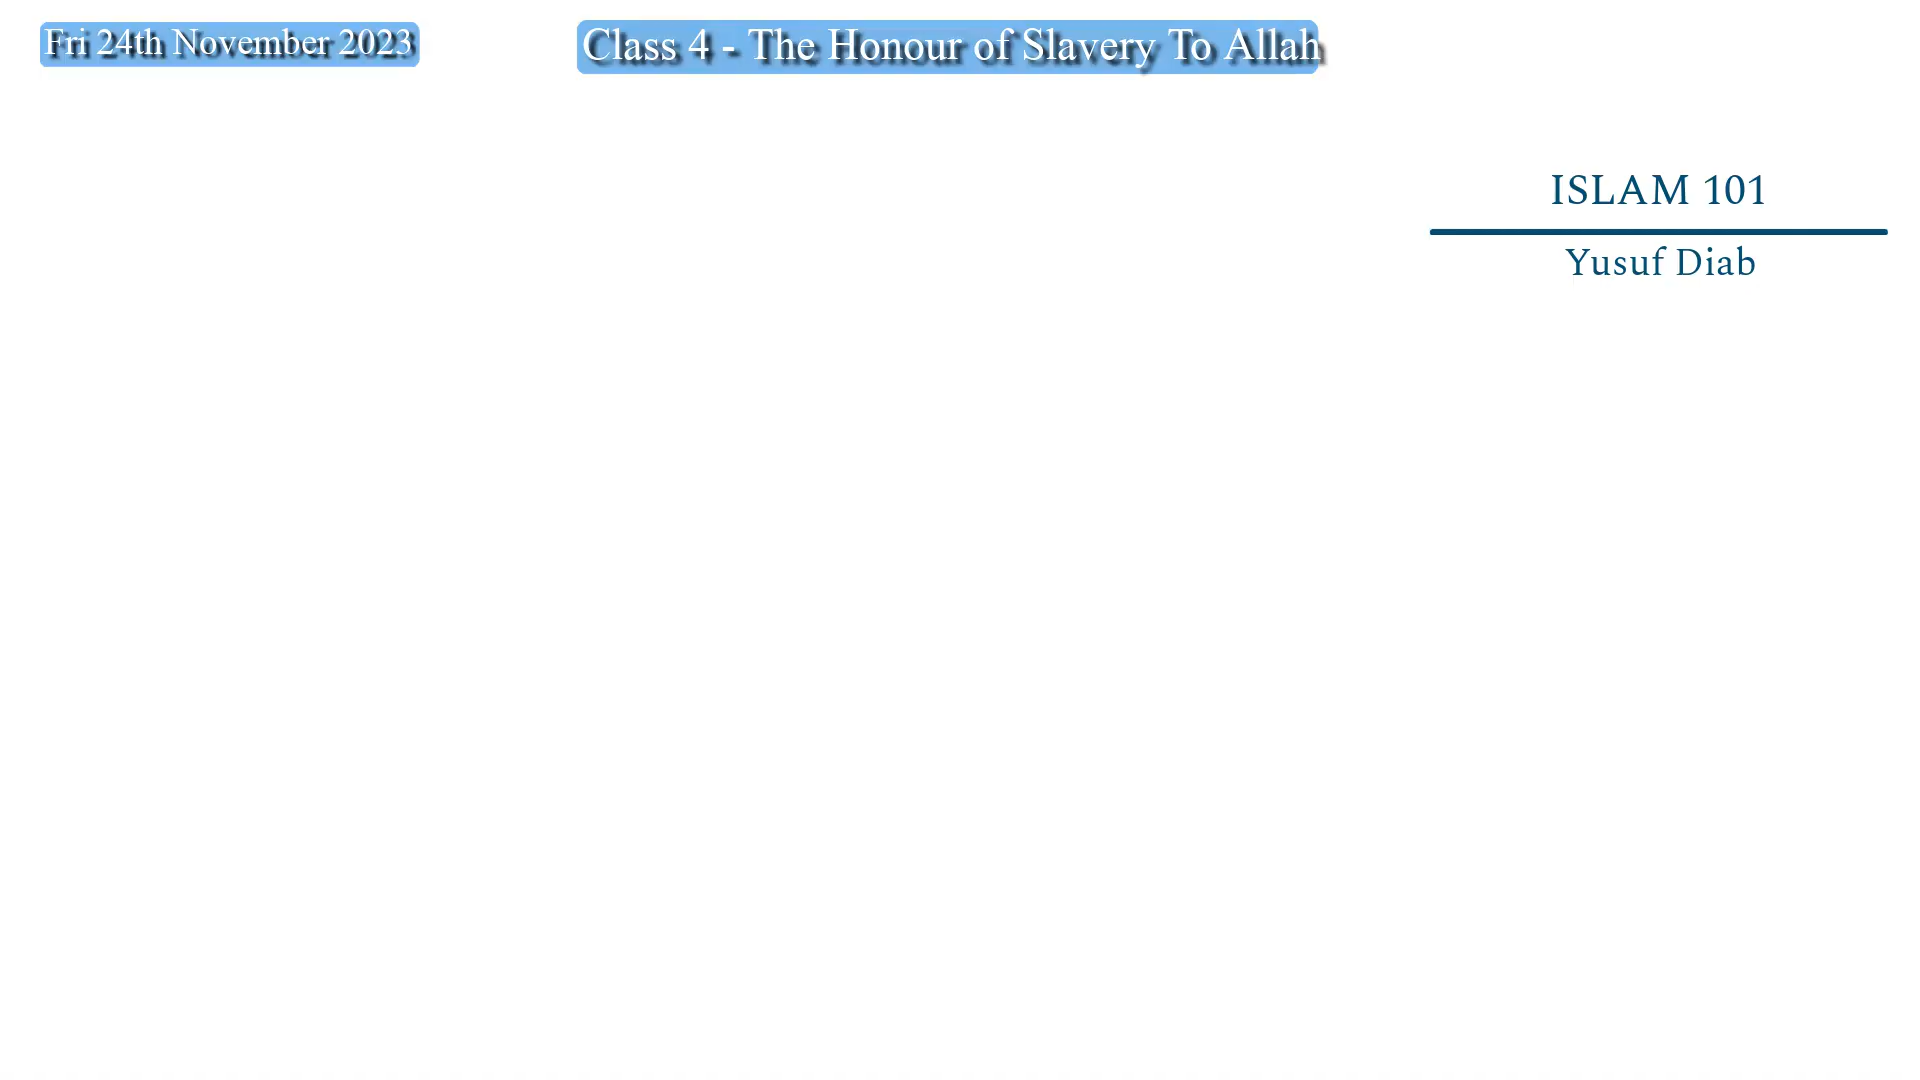 Fri 24th November 2023
Class 4 - The Honour of Slavery To Allah
ISLAM 101
Yusuf Diab